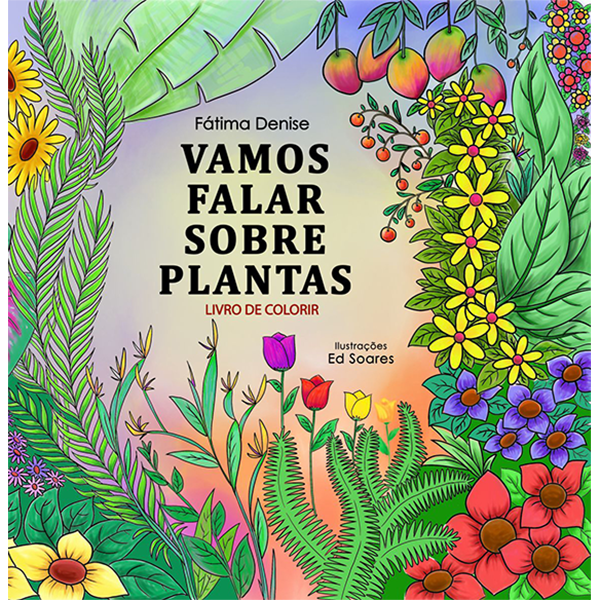 Fátima Denise
VAMOS
FALAR
SOBRE
PLANTAS
LIVRO DE COLORIR
Ilustrações
Ed Soares